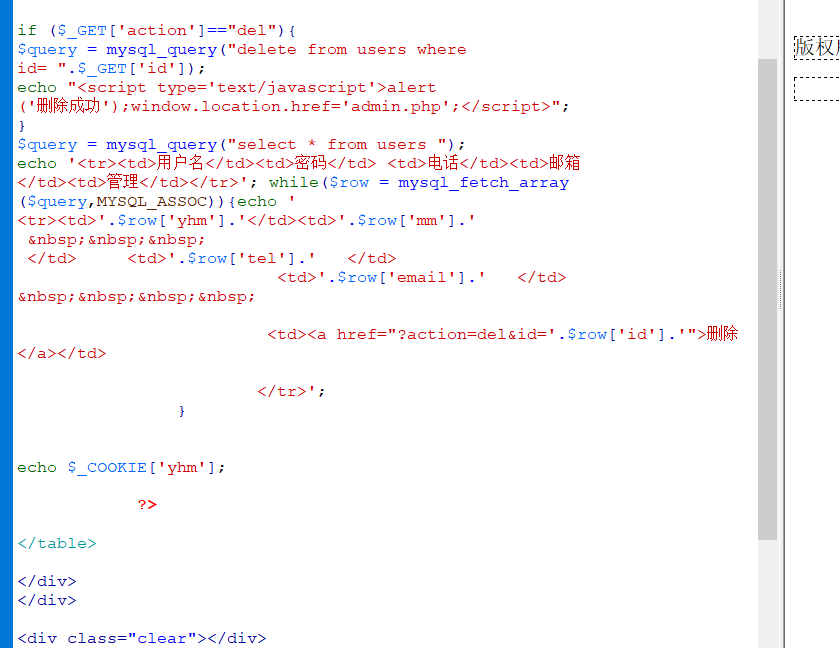 if ($_GET['action']=="del"){
$query = mysql_query("delete from users where
id= ".$_GET['id']);
echo "<script type='text/javascript'>alert
('删除成功');window.location.href='admin.php';</script>";
}
$query = mysql_query("select * from users ");
echo '<tr><td>用户名</td><td>密码</td> <td>电话</td><td>邮箱
</td><td>管理</td></tr>'; while($row = mysql_fetch_array
($query,MYSQL_ASSOC)){echo '
<tr><td>'.$row['yhm'].'</td><td>'.$row['mm'].'
&nbsp;&nbsp;&nbsp;
</td> <td>'.$row['tel'].' </td>
<td>'.$row['email'].' </td>
&nbsp;&nbsp;&nbsp;&nbsp;
<td><a href="?action=del&id='.$row['id'].'">删除
</a></td>
</tr>';
}
echo $_COOKIE['yhm'];
?>
</table>
</div>
</div>
<div class="clear"></div>
版权